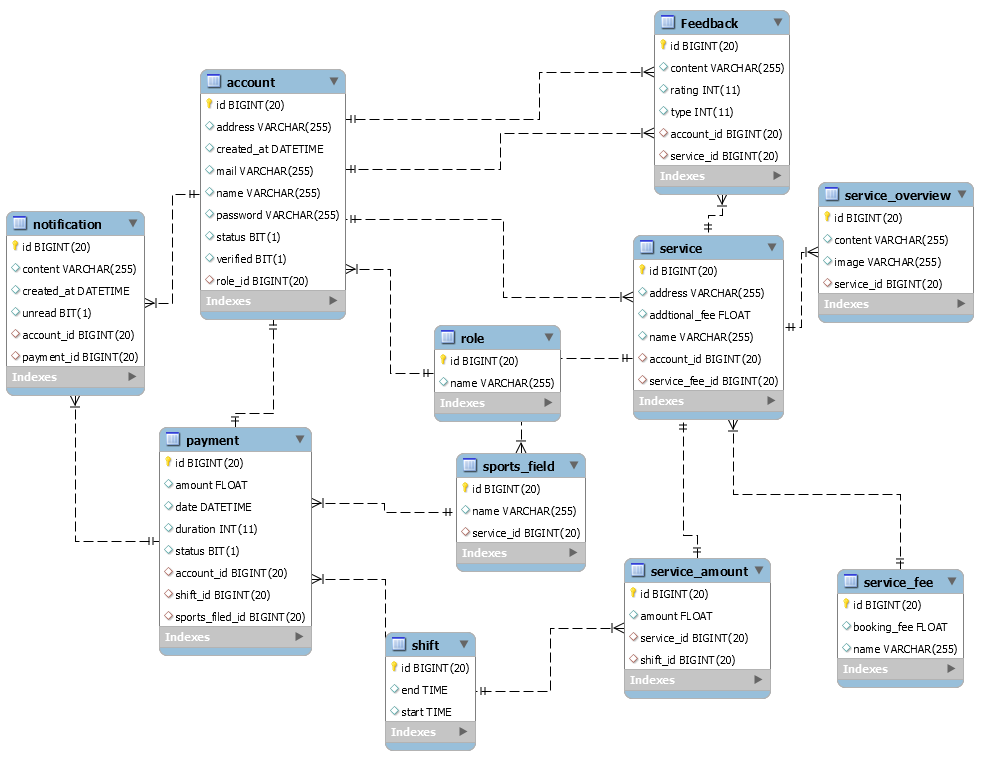 Feedback
id BIGINT(20)
content VARCHAR(255)
rating INT(11)
type INT(11)
account_id BIGINT(20)
service_id BIGINT(20)
Indexes
account
id BIGINT(20)
address VARCHAR(255)
created_at DATETIME
mail VARCHAR(255)
name VARCHAR(255)
password VARCHAR(255)
status BIT(1)
verified BIT(1)
role_id BIGINT(20)
Indexes
service_overview
id BIGINT(20)
content VARCHAR(255)
image VARCHAR(255)
service_id BIGINT(20)
Indexes
notification
id BIGINT(20)
content VARCHAR(255)
created_at DATETIME
unread BIT(1)
account_id BIGINT(20)
payment_id BIGINT(20)
Indexes
service
id BIGINT(20)
address VARCHAR(255)
addtional_fee FLOAT
name VARCHAR(255)
account_id BIGINT(20)
service_fee_id BIGINT(20)
Indexes
role
id BIGINT(20)
name VARCHAR(255)
Indexes
payment
id BIGINT(20)
amount FLOAT
date DATETIME
duration INT(11)
status BIT(1)
account_id BIGINT(20)
shift_id BIGINT(20)
sports_filed_id BIGINT(20)
Indexes
sports_field
id BIGINT(20)
name VARCHAR(255)
service_id BIGINT(20)
Indexes
service_amount
id BIGINT(20)
amount FLOAT
service_id BIGINT(20)
shift_id BIGINT(20)
Indexes
service_fee
id BIGINT(20)
booking_fee FLOAT
name VARCHAR(255)
Indexes
shift
id BIGINT(20)
end TIME
start TIME
Indexes